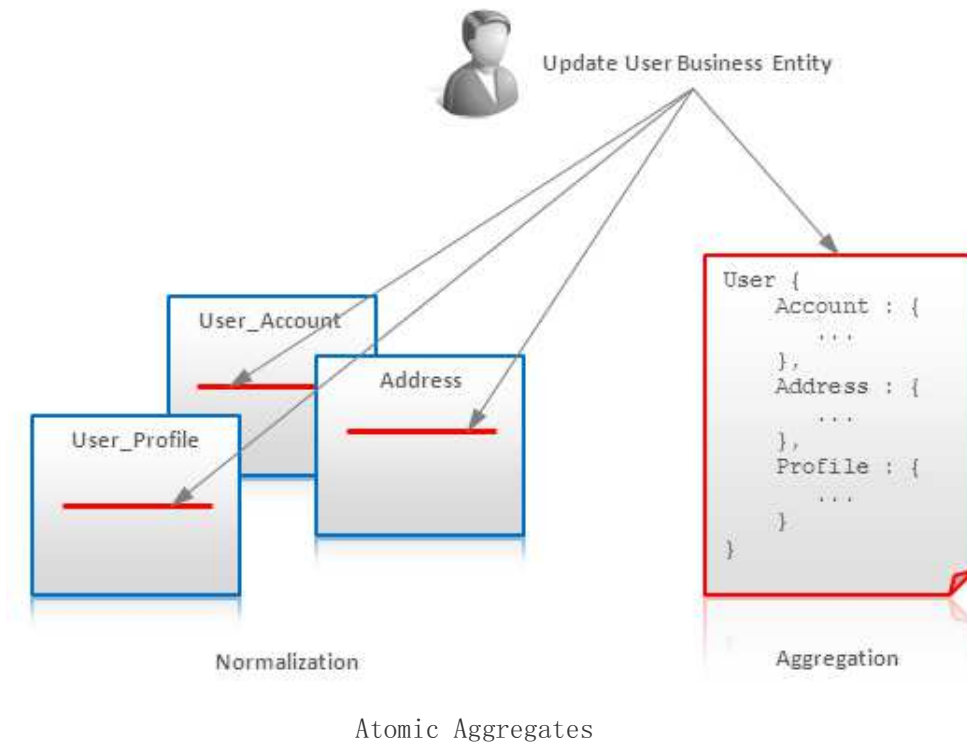 Update User Business Entity
User_Account
Address
User_Profile
User {
Account : {
...
},
Address : {
...
},
Profile : {
...
}
}
Normalization
Aggregation
Atomic Aggregates